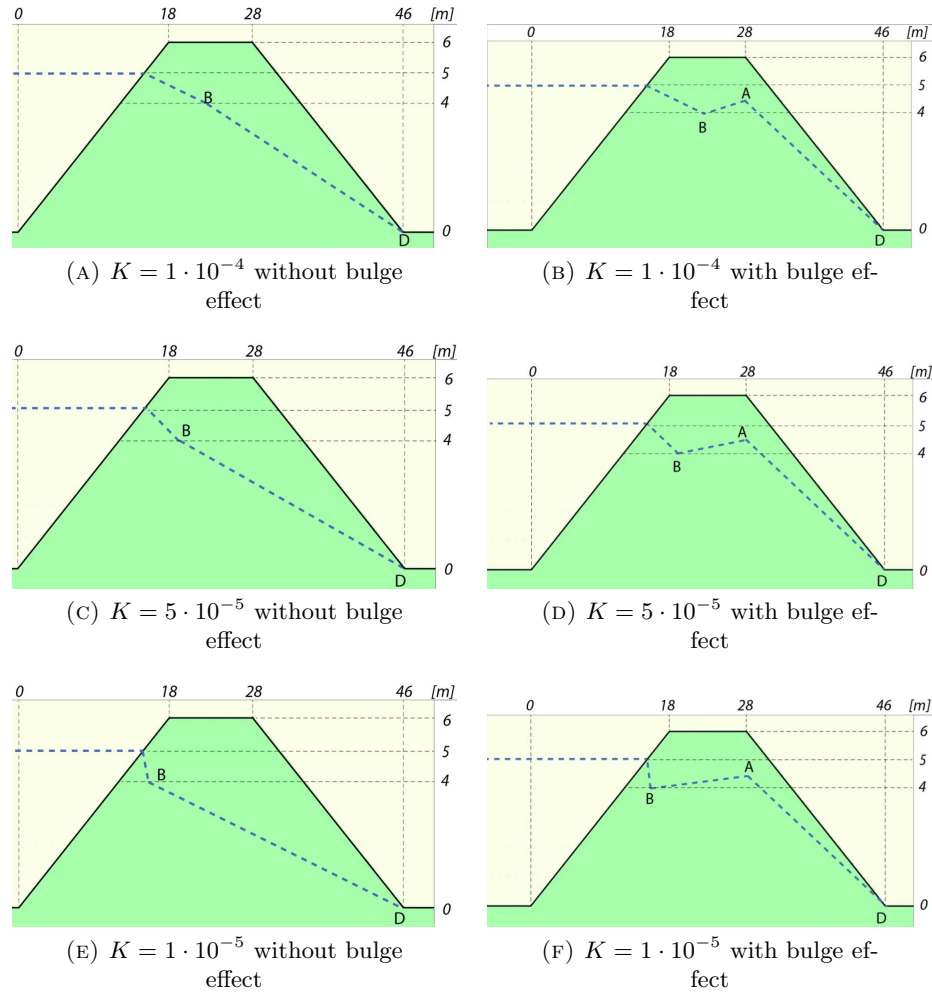 0 18 28 46 [m]
6
5
B
4
0
D
(A) K = 1 · 10⁻⁴ without bulge
effect
0 18 28 46 [m]
6
5
A
4
B
0
D
(B) K = 1 · 10⁻⁴ with bulge ef-
fect
0 18 28 46 [m]
6
5
B
4
0
D
(C) K = 5 · 10⁻⁵ without bulge
effect
0 18 28 46 [m]
6
5
A
4
B
0
D
(D) K = 5 · 10⁻⁵ with bulge ef-
fect
0 18 28 46 [m]
6
5
B
4
0
D
(E) K = 1 · 10⁻⁵ without bulge
effect
0 18 28 46 [m]
6
5
A
4
B
0
D
(F) K = 1 · 10⁻⁵ with bulge ef-
fect